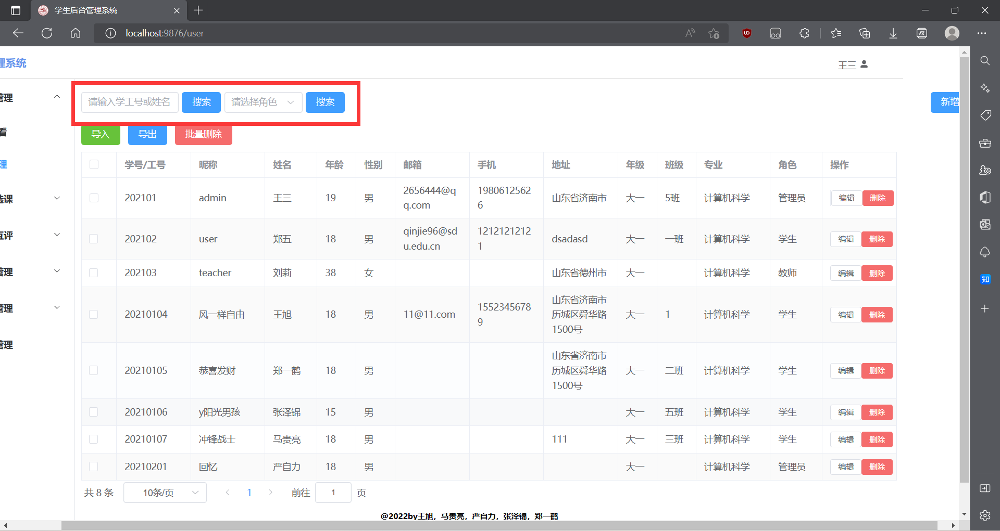 学生后台管理系统
localhost:9876/user
理系统
王三
管理
看
理
选课
互评
管理
管理
管理
请输入学工号或姓名 搜索 请选择角色 搜索
新增
导入 导出 批量删除
学号/工号 昵称 姓名 年龄 性别 邮箱 手机 地址 年级 班级 专业 角色 操作
202101 admin 王三 19 男 2656444@q 1980612562 山东省济南市 大一 5班 计算机科学 管理员 编辑 删除
q.com 6
202102 user 郑五 18 男 qinjie96@sd 1212121212 dsadasd 大一 一班 计算机科学 学生 编辑 删除
u.edu.cn 1
202103 teacher 刘莉 38 女 山东省德州市 大一 计算机科学 教师 编辑 删除
山东省济南市
20210104 风一样自由 王旭 18 男 11@11.com 1552345678 历城区舜华路 大一 1 计算机科学 学生 编辑 删除
9 1500号
山东省济南市
20210105 恭喜发财 郑一鹤 18 男 历城区舜华路 大一 二班 计算机科学 学生 编辑 删除
1500号
20210106 y阳光男孩 张泽锦 15 男 大一 五班 计算机科学 学生 编辑 删除
20210107 冲锋战士 马贵亮 18 男 111 大一 三班 计算机科学 学生 编辑 删除
20210201 回忆 严自力 18 男 大一 计算机科学 管理员 编辑 删除
共 8 条 10条/页 1 前往 1 页
@2022by王旭，马贵亮，严自力，张泽锦，郑一鹤
知